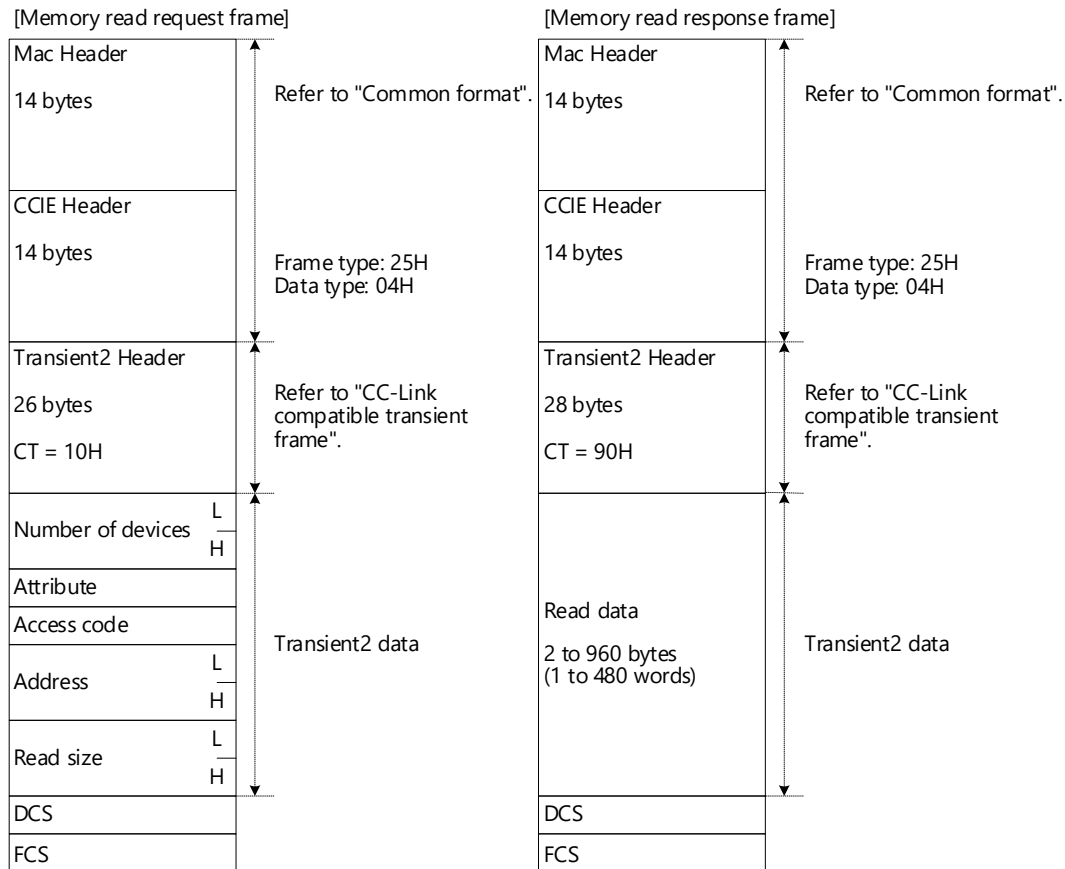 [Memory read request frame]
Mac Header
14 bytes
Refer to "Common format".
CCIE Header
14 bytes
Frame type: 25H
Data type: 04H
Transient2 Header
26 bytes
CT = 10H
Refer to "CC-Link
compatible transient
frame".
Number of devices
L
H
Attribute
Access code
Address
L
H
Read size
L
H
Transient2 data
DCS
FCS
[Memory read response frame]
Mac Header
14 bytes
Refer to "Common format".
CCIE Header
14 bytes
Frame type: 25H
Data type: 04H
Transient2 Header
28 bytes
CT = 90H
Refer to "CC-Link
compatible transient
frame".
Read data
2 to 960 bytes
(1 to 480 words)
Transient2 data
DCS
FCS